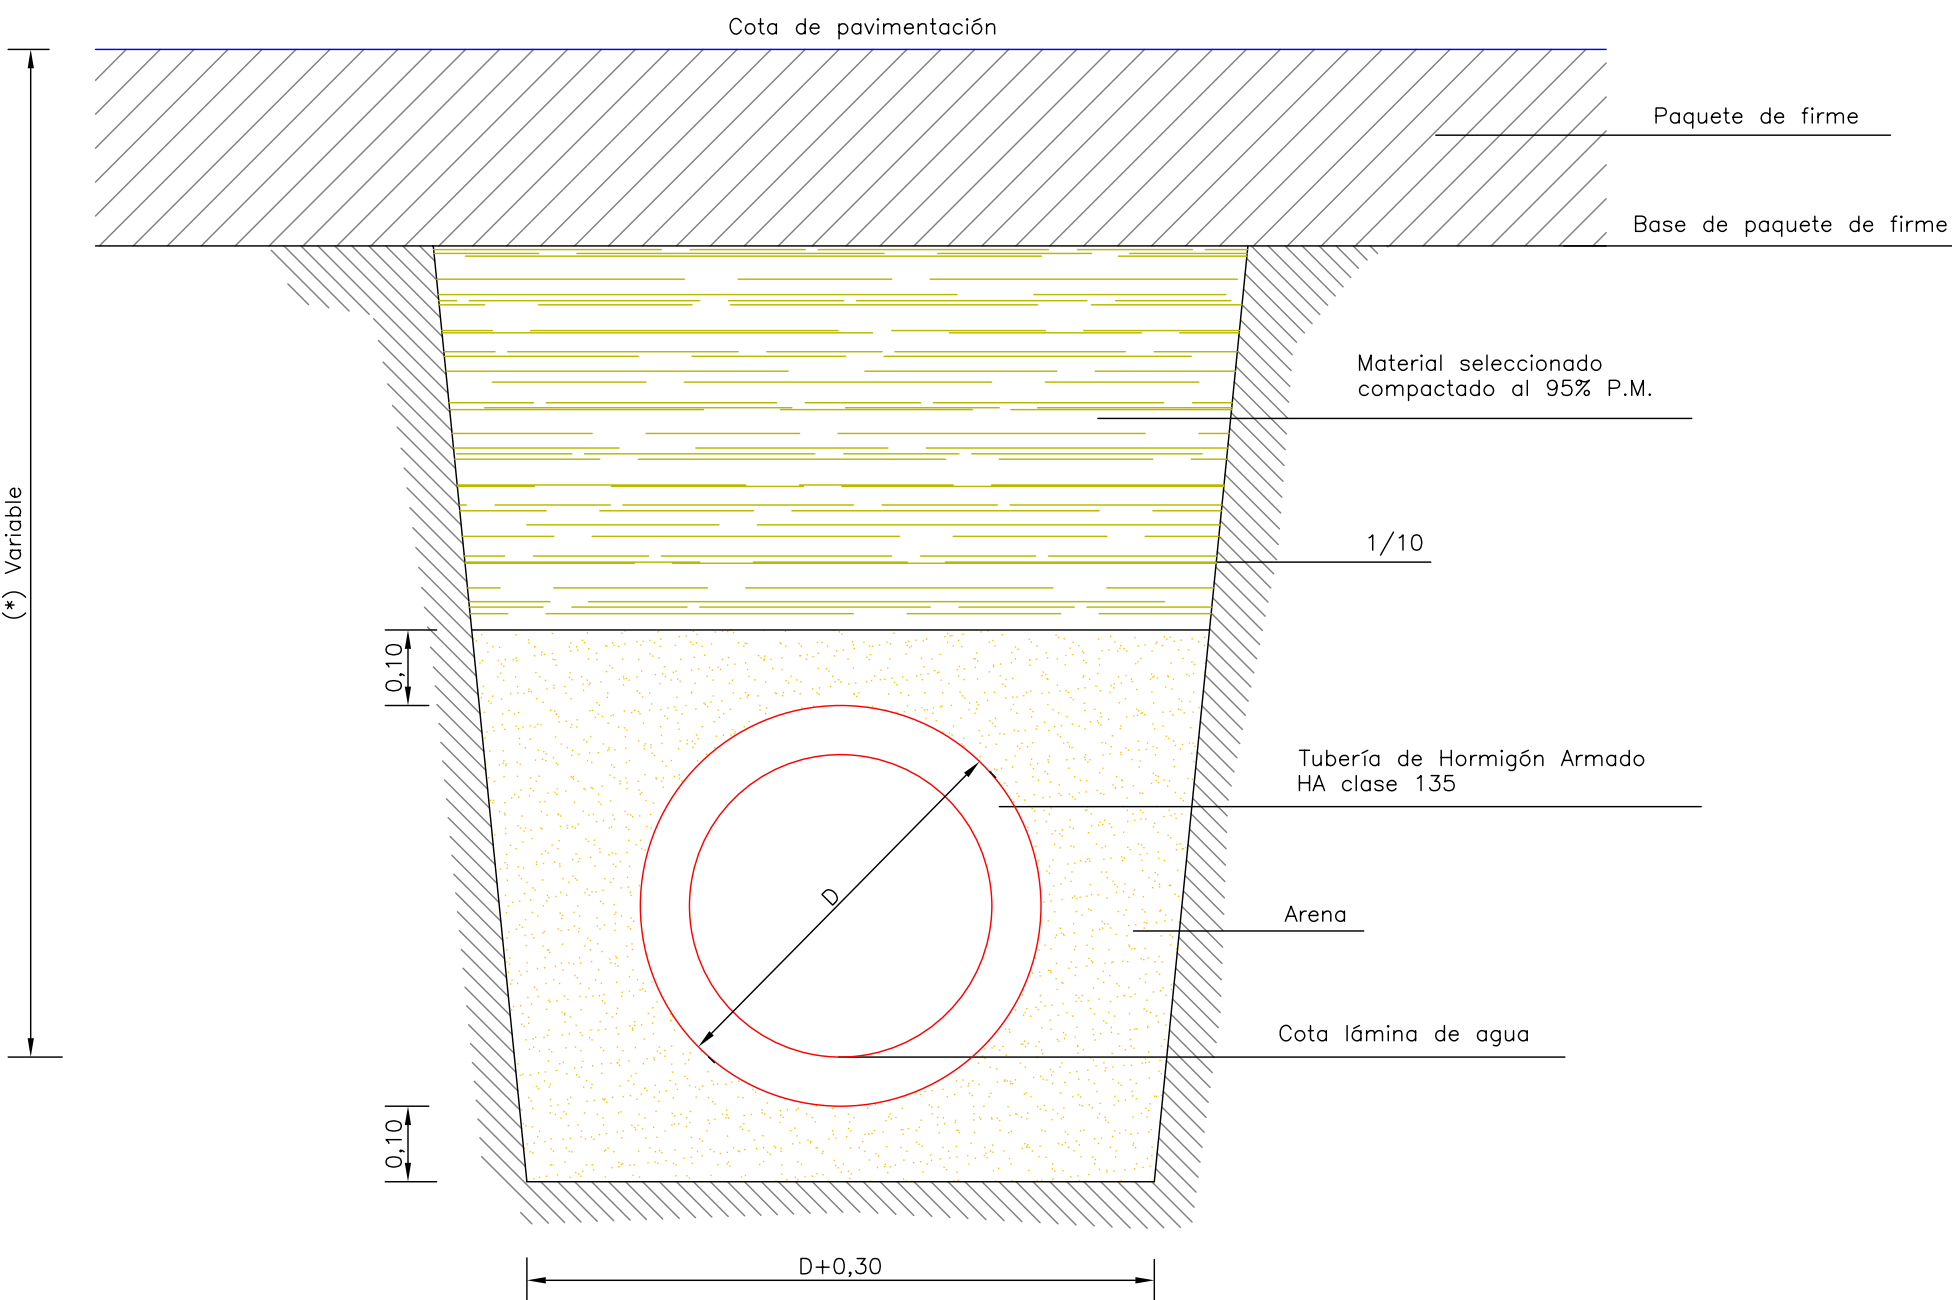 Cota de pavimentación
Paquete de firme
Base de paquete de firme
Material seleccionado
compactado al 95% P.M.
(*) Variable
1/10
0,10
Tubería de Hormigón Armado
HA clase 135
D
Arena
Cota lámina de agua
0,10
D+0,30